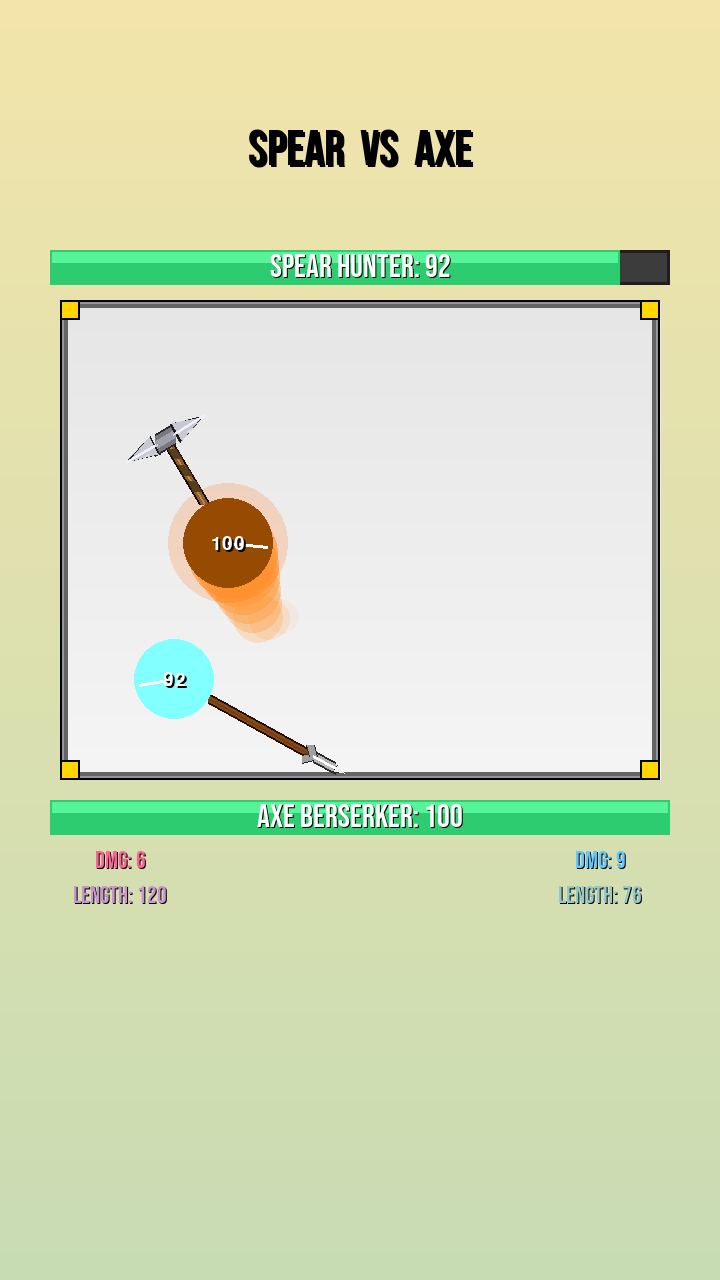 SPEAR VS AXE
SPEAR HUNTER: 92
100
92
AXE BERSERKER: 100
DMG: 6
DMG: 9
LENGTH: 120
LENGTH: 76